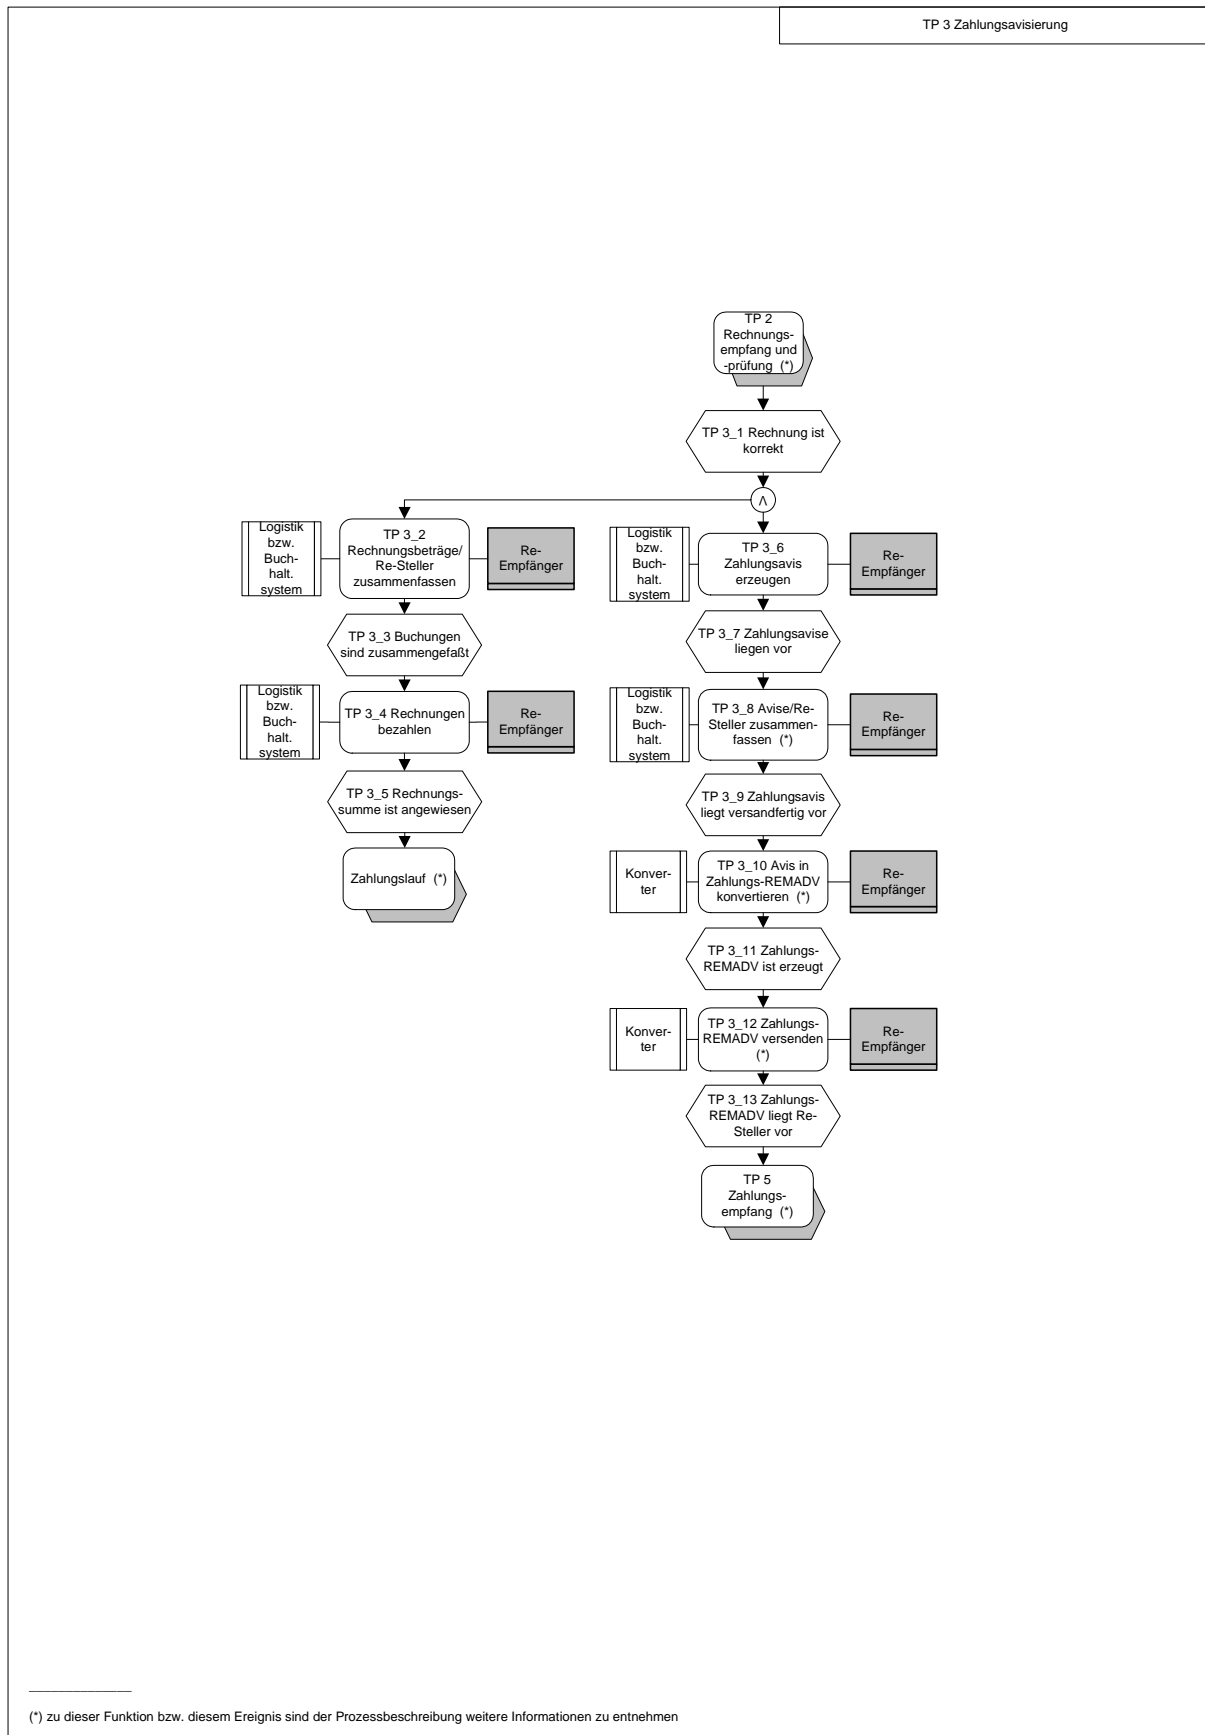 TP 3 Zahlungsavisierung
TP 2
Rechnungs-
empfang und
-prüfung (*)
TP 3_1 Rechnung ist
korrekt
Λ
Logistik
bzw.
Buch-
halt.
system
TP 3_2
Rechnungsbeträge/
Re-Steller
zusammenfassen
Re-
Empfänger
TP 3_3 Buchungen
sind zusammengefaßt
Logistik
bzw.
Buch-
halt.
system
TP 3_4 Rechnungen
bezahlen
Re-
Empfänger
TP 3_5 Rechnungs-
summe ist angewiesen
Zahlungslauf (*)
Logistik
bzw.
Buch-
halt.
system
TP 3_6
Zahlungsavis
erzeugen
Re-
Empfänger
TP 3_7 Zahlungsavise
liegen vor
Logistik
bzw.
Buch-
halt.
system
TP 3_8 Avise/Re-
Steller zusammen-
fassen (*)
Re-
Empfänger
TP 3_9 Zahlungsavis
liegt versandfertig vor
Konver-
ter
TP 3_10 Avis in
Zahlungs-REMADV
konvertieren (*)
Re-
Empfänger
TP 3_11 Zahlungs-
REMADV ist erzeugt
Konver-
ter
TP 3_12 Zahlungs-
REMADV versenden
(*)
Re-
Empfänger
TP 3_13 Zahlungs-
REMADV liegt Re-
Steller vor
TP 5
Zahlungs-
empfang (*)
(*) zu dieser Funktion bzw. diesem Ereignis sind der Prozessbeschreibung weitere Informationen zu entnehmen